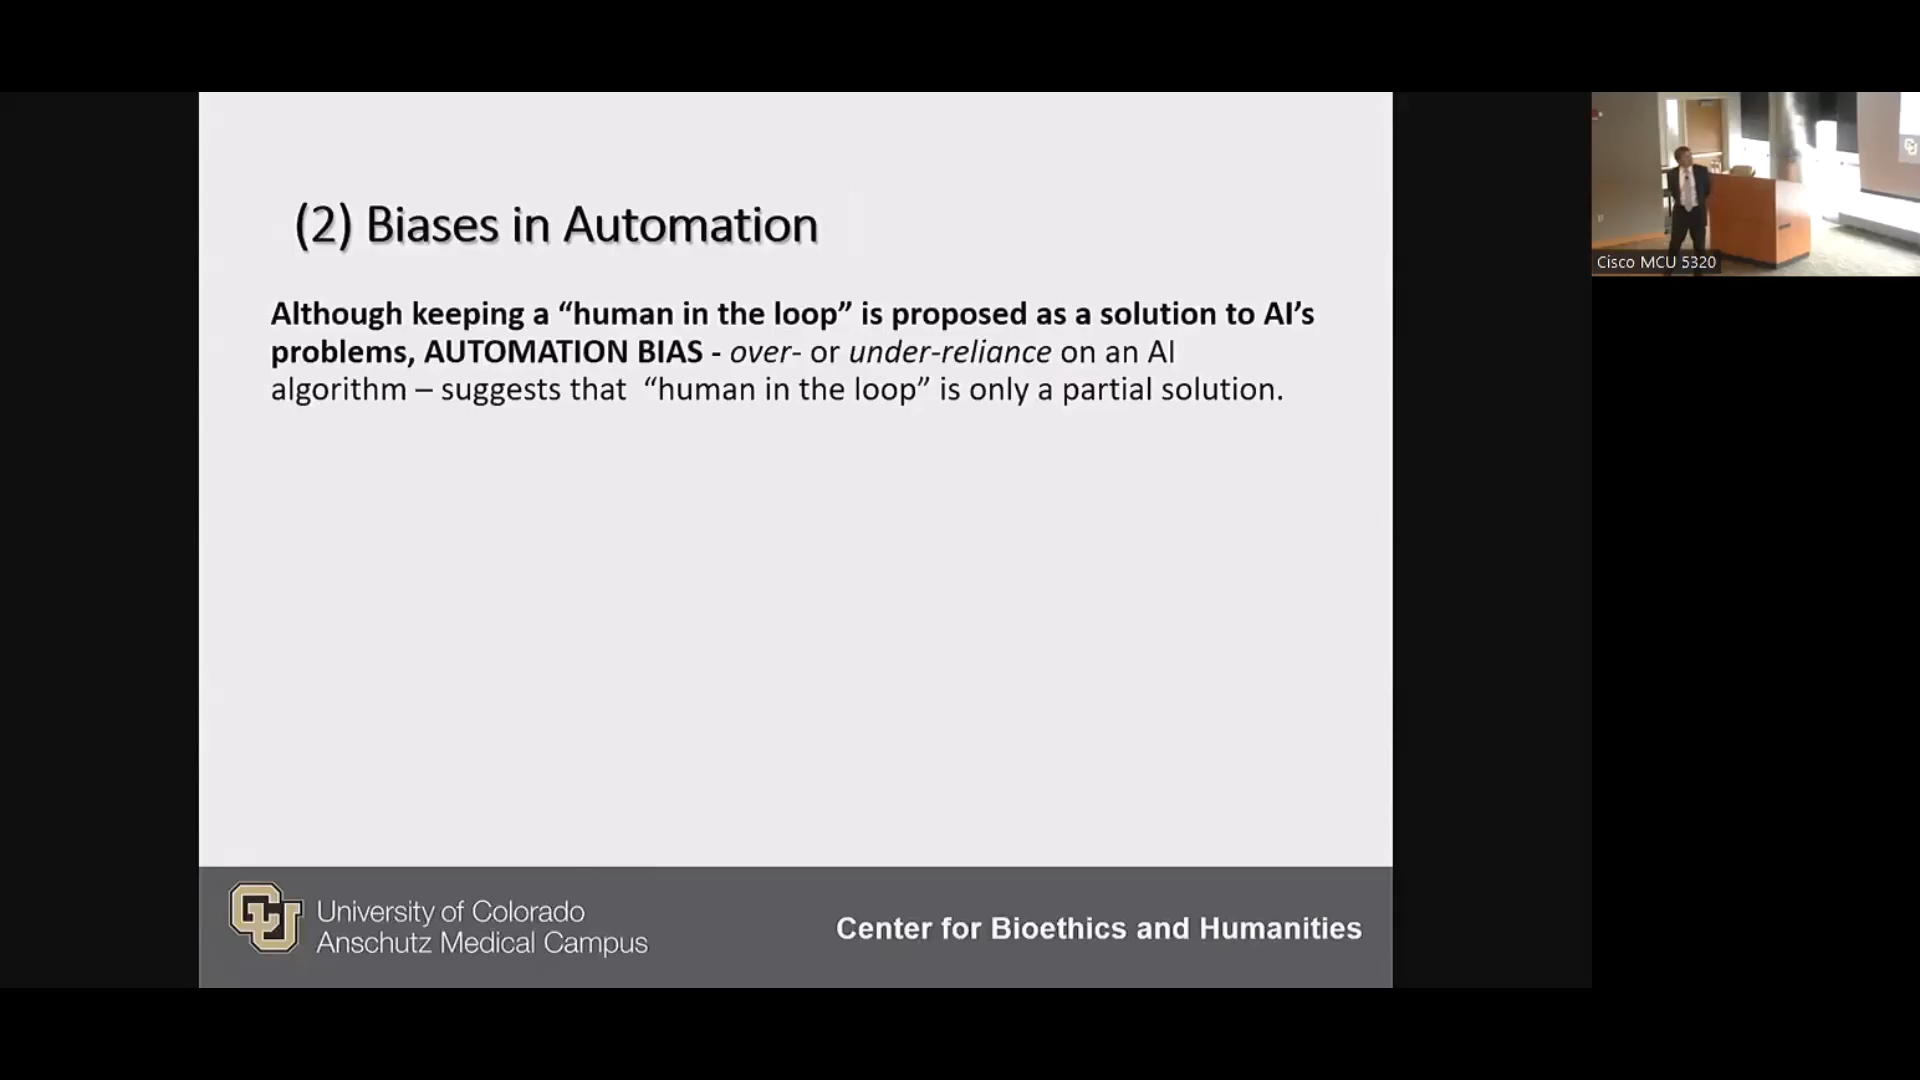 (2) Biases in Automation
Although keeping a “human in the loop” is proposed as a solution to AI’s
problems, AUTOMATION BIAS - over- or under-reliance on an AI
algorithm – suggests that “human in the loop” is only a partial solution.
CU
University of Colorado
Anschutz Medical Campus
Center for Bioethics and Humanities
Cisco MCU 5320